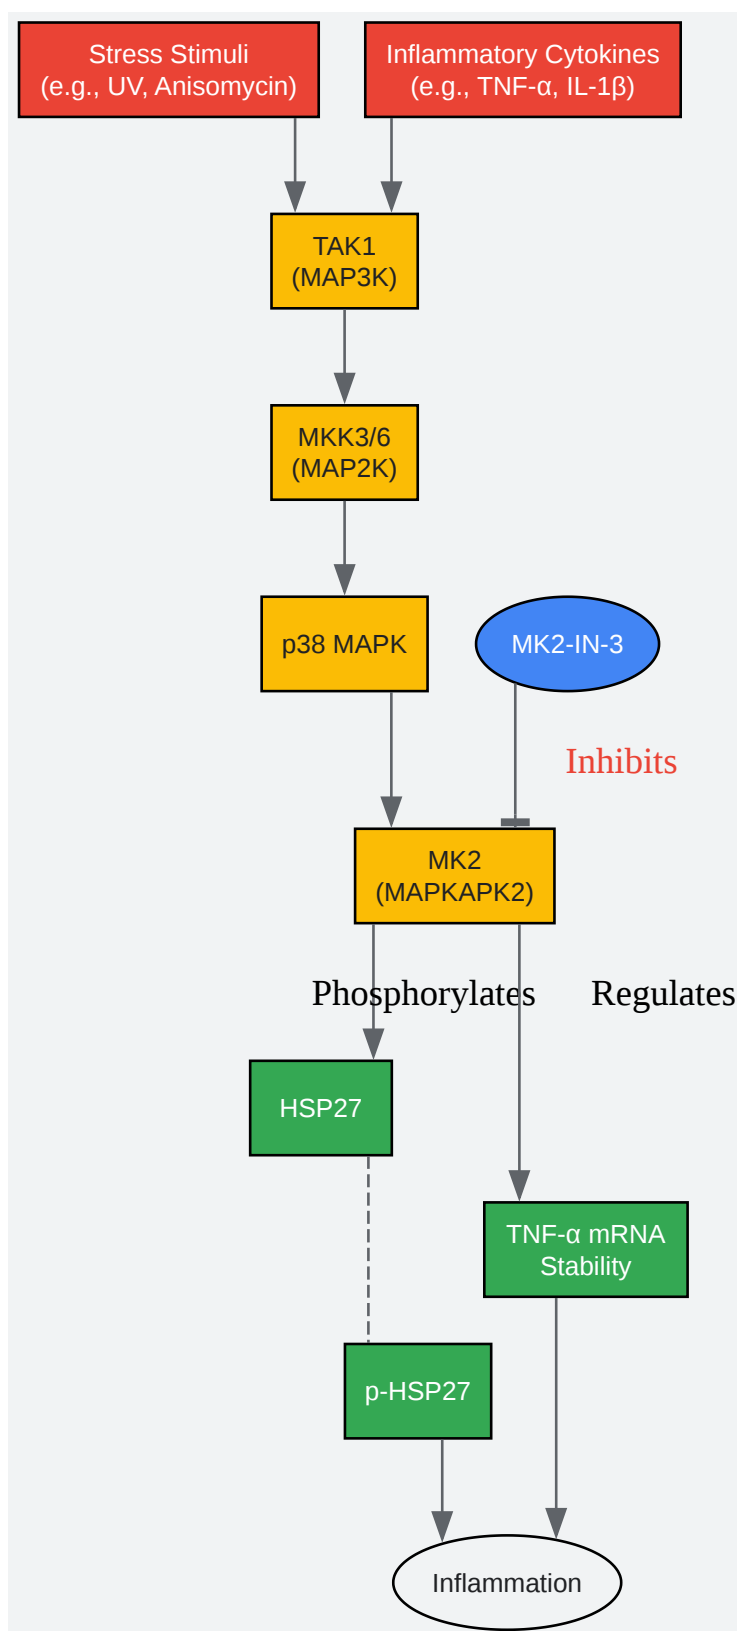 Stress Stimuli
(e.g., UV, Anisomycin)
Inflammatory Cytokines
(e.g., TNF-α, IL-1β)
TAK1
(MAP3K)
MKK3/6
(MAP2K)
p38 MAPK
MK2-IN-3
Inhibits
MK2
(MAPKAPK2)
Phosphorylates
Regulates
HSP27
TNF-α mRNA
Stability
p-HSP27
Inflammation